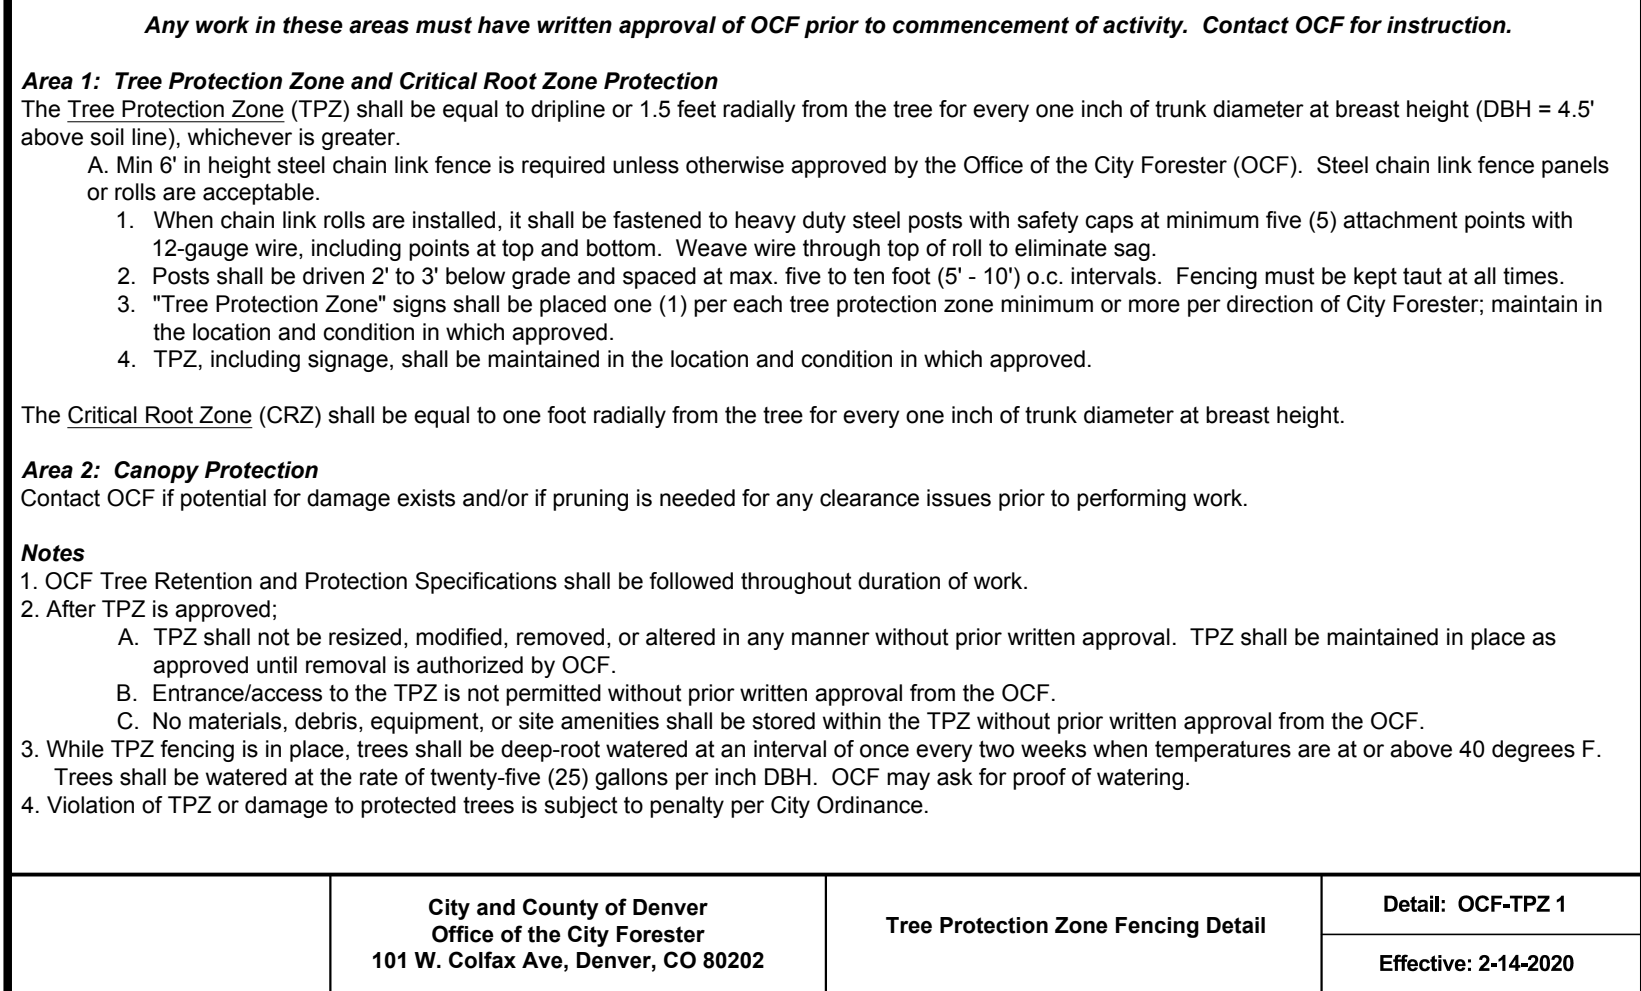 Any work in these areas must have written approval of OCF prior to commencement of activity.  Contact OCF for instruction.
Area 1:  Tree Protection Zone and Critical Root Zone Protection
The Tree Protection Zone (TPZ) shall be equal to dripline or 1.5 feet radially from the tree for every one inch of trunk diameter at breast height (DBH = 4.5'
above soil line), whichever is greater.
A. Min 6' in height steel chain link fence is required unless otherwise approved by the Office of the City Forester (OCF).  Steel chain link fence panels
or rolls are acceptable.
1.  When chain link rolls are installed, it shall be fastened to heavy duty steel posts with safety caps at minimum five (5) attachment points with
12-gauge wire, including points at top and bottom.  Weave wire through top of roll to eliminate sag.
2.  Posts shall be driven 2' to 3' below grade and spaced at max. five to ten foot (5' - 10') o.c. intervals.  Fencing must be kept taut at all times.
3.  "Tree Protection Zone" signs shall be placed one (1) per each tree protection zone minimum or more per direction of City Forester; maintain in
the location and condition in which approved.
4.  TPZ, including signage, shall be maintained in the location and condition in which approved.
The Critical Root Zone (CRZ) shall be equal to one foot radially from the tree for every one inch of trunk diameter at breast height.
Area 2:  Canopy Protection
Contact OCF if potential for damage exists and/or if pruning is needed for any clearance issues prior to performing work.
Notes
1. OCF Tree Retention and Protection Specifications shall be followed throughout duration of work.
2. After TPZ is approved;
A.  TPZ shall not be resized, modified, removed, or altered in any manner without prior written approval.  TPZ shall be maintained in place as
approved until removal is authorized by OCF.
B.  Entrance/access to the TPZ is not permitted without prior written approval from the OCF.
C.  No materials, debris, equipment, or site amenities shall be stored within the TPZ without prior written approval from the OCF.
3. While TPZ fencing is in place, trees shall be deep-root watered at an interval of once every two weeks when temperatures are at or above 40 degrees F.
Trees shall be watered at the rate of twenty-five (25) gallons per inch DBH.  OCF may ask for proof of watering.
4. Violation of TPZ or damage to protected trees is subject to penalty per City Ordinance.
City and County of Denver
Office of the City Forester
101 W. Colfax Ave, Denver, CO 80202
Tree Protection Zone Fencing Detail
Detail:  OCF-TPZ 1
Effective: 2-14-2020